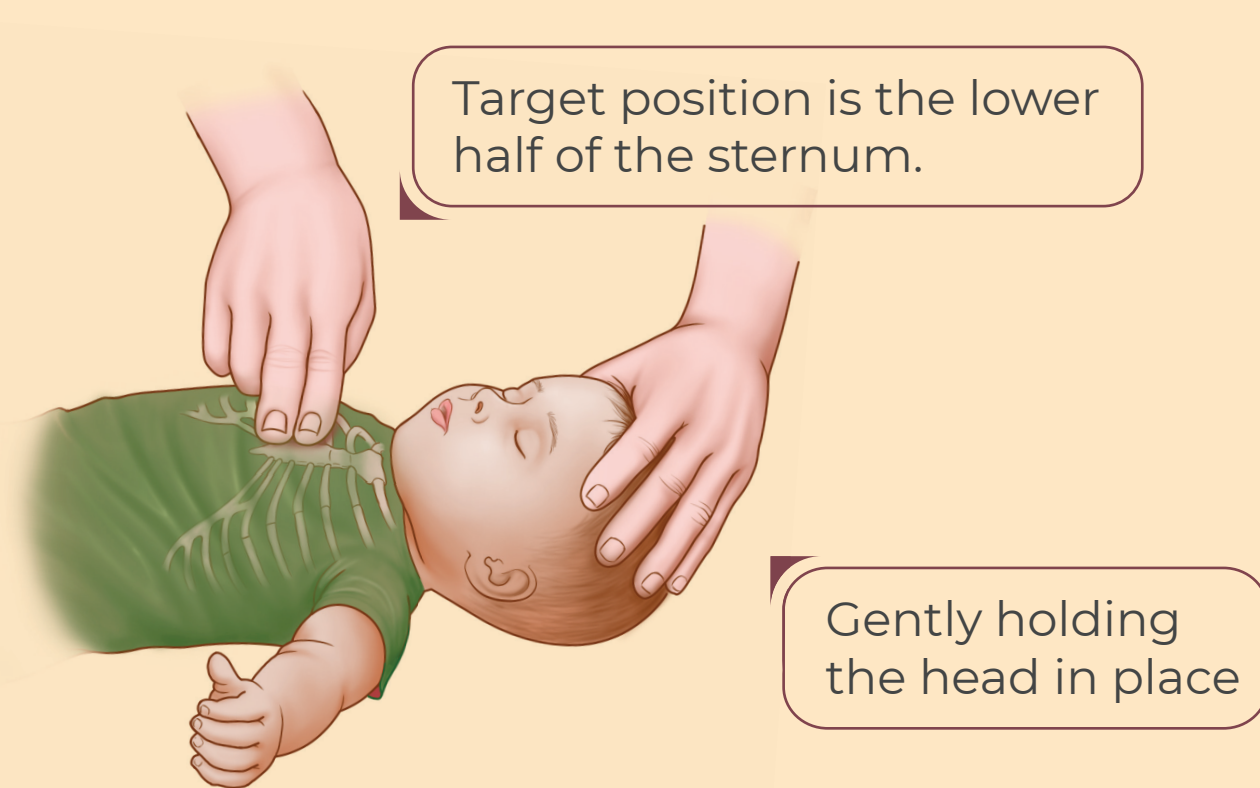 Target position is the lower
half of the sternum.
Gently holding
the head in place